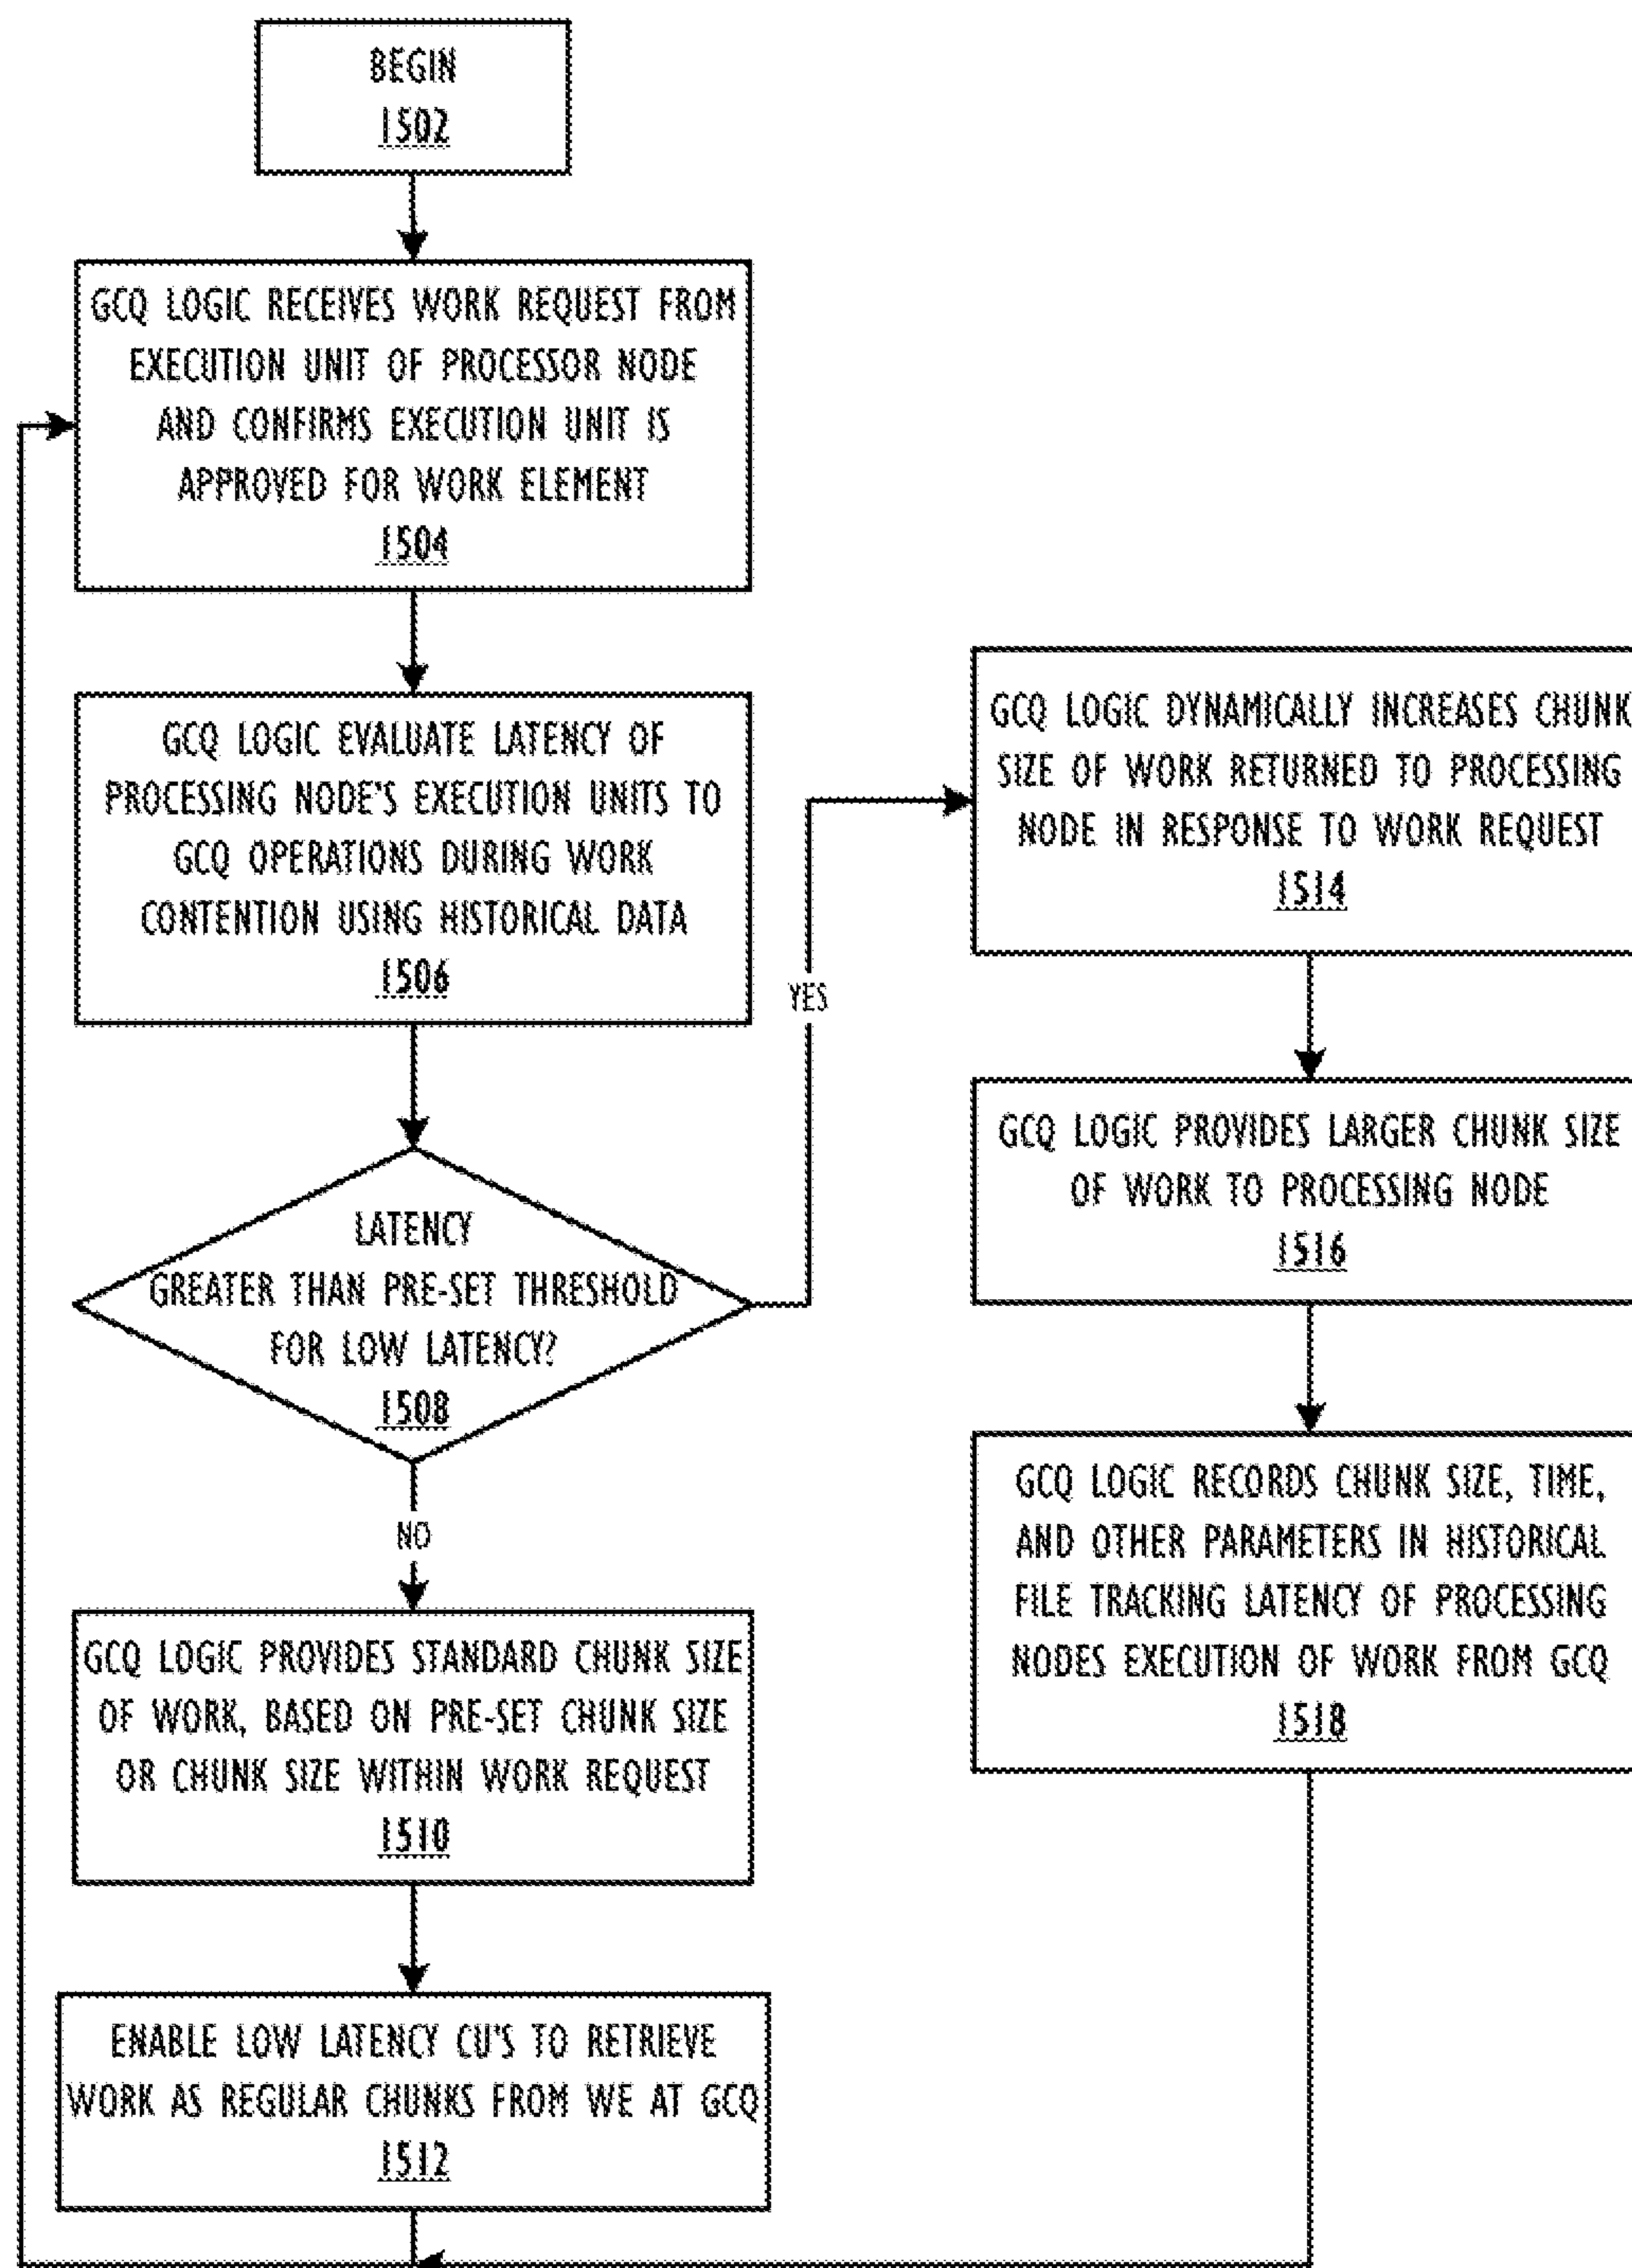 BEGIN
1502
GCQ LOGIC RECEIVES WORK REQUEST FROM
EXECUTION UNIT OF PROCESSOR NODE
AND CONFIRMS EXECUTION UNIT IS
APPROVED FOR WORK ELEMENT
1504
GCQ LOGIC EVALUATE LATENCY OF
PROCESSING NODE'S EXECUTION UNITS TO
GCQ OPERATIONS DURING WORK
CONTENTION USING HISTORICAL DATA
1506
LATENCY
GREATER THAN PRE-SET THRESHOLD
FOR LOW LATENCY?
1508
NO
GCQ LOGIC PROVIDES STANDARD CHUNK SIZE
OF WORK, BASED ON PRE-SET CHUNK SIZE
OR CHUNK SIZE WITHIN WORK REQUEST
1510
ENABLE LOW LATENCY CU'S TO RETRIEVE
WORK AS REGULAR CHUNKS FROM WE AT GCQ
1512
YES
GCQ LOGIC DYNAMICALLY INCREASES CHUNK
SIZE OF WORK RETURNED TO PROCESSING
NODE IN RESPONSE TO WORK REQUEST
1514
GCQ LOGIC PROVIDES LARGER CHUNK SIZE
OF WORK TO PROCESSING NODE
1516
GCQ LOGIC RECORDS CHUNK SIZE, TIME,
AND OTHER PARAMETERS IN HISTORICAL
FILE TRACKING LATENCY OF PROCESSING
NODES EXECUTION OF WORK FROM GCQ
1518